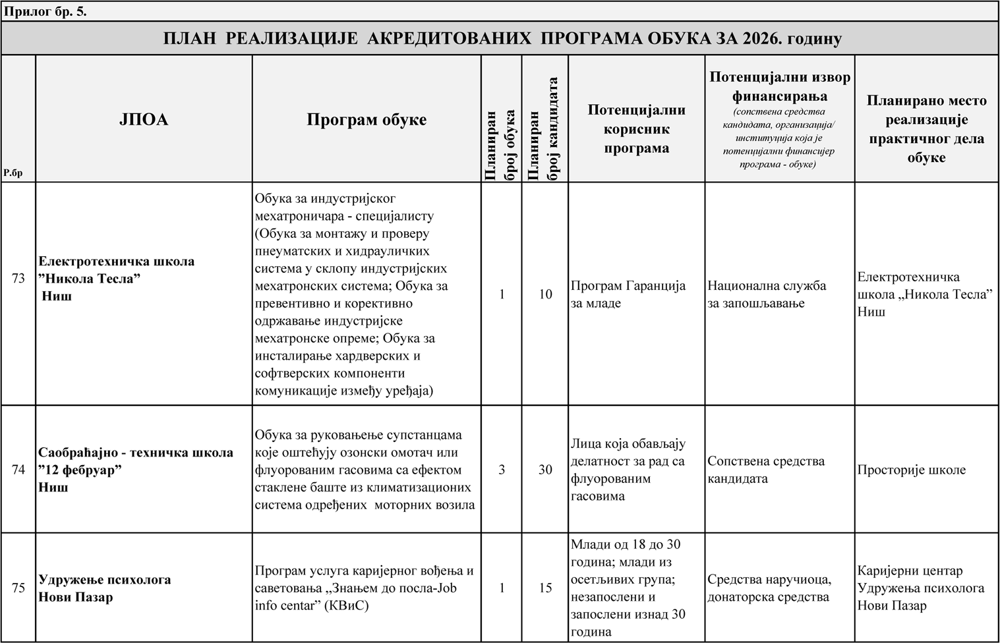 Прилог бр. 5.
ПЛАН РЕАЛИЗАЦИЈЕ АКРЕДИТОВАНИХ ПРОГРАМА ОБУКА ЗА 2026. годину
Р.бр
ЈПОА
Програм обуке
Планиран
број обука
Планиран
број кандидата
Потенцијални
корисник
програма
Потенцијални извор
финансирања
(сопствена средства
кандидата, организација/
институција која је
потенцијални финансијер
програма - обуке)
Планирано место
реализације
практичног дела
обуке
73
Електротехничка школа
”Никола Тесла”
Ниш
Обука за индустријског
мехатроничара - специјалисту
(Обука за монтажу и проверу
пнеуматских и хидрауличких
система у склопу индустријских
мехатронских система; Обука за
превентивно и корективно
одржавање индустријске
мехатронске опреме; Обука за
инсталирање хардверских и
софтверских компоненти
комуникације између уређаја)
1
10
Програм Гаранција
за младе
Национална служба
за запошљавање
Електротехничка
школа „Никола Тесла”
Ниш
74
Саобраћајно - техничка школа
”12 фебруар”
Ниш
Обука за руковањење супстанцама
које оштећују озонски омотач или
флуорованим гасовима са ефектом
стаклене баште из климатизационих
система одређених моторних возила
3
30
Лица која обављају
делатност за рад са
флуорованим
гасовима
Сопствена средства
кандидата
Просторије школе
75
Удружење психолога
Нови Пазар
Програм услуга каријерног вођења и
саветовања „Знањем до посла-Job
info centar” (КВиС)
1
15
Млади од 18 до 30
година; млади из
осетљивих група;
незапослени и
запослени изнад 30
година
Средства наручиоца,
донаторска средства
Каријерни центар
Удружења психолога
Нови Пазар